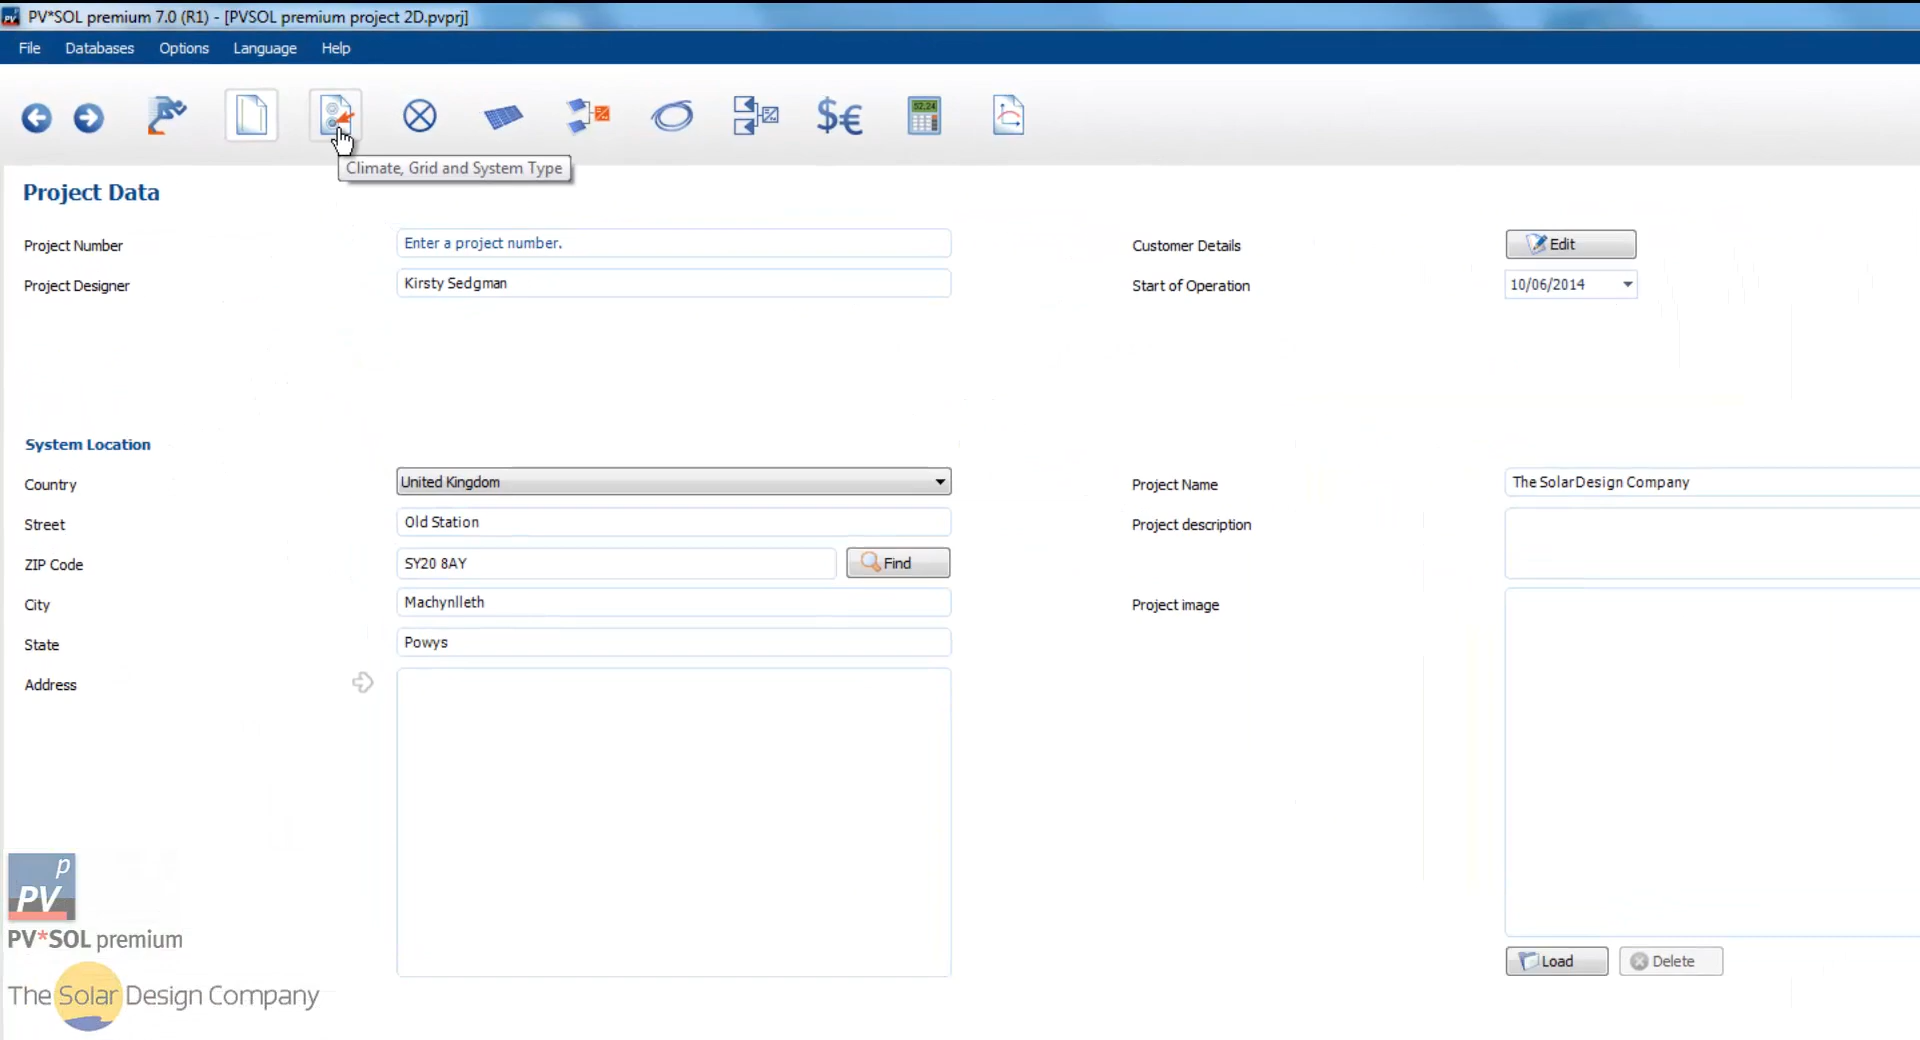 PV*SOL premium 7.0 (R1) - [PVSOL premium project 2D.pvprj]
File Databases Options Language Help
$€ 52,24
Climate, Grid and System Type
Project Data
Project Number Enter a project number. Customer Details Edit
Project Designer Kirsty Sedgman Start of Operation 10/06/2014
System Location
Country United Kingdom Project Name The SolarDesign Company
Street Old Station Project description
ZIP Code SY20 8AY Find
City Machynlleth Project image
State Powys
Address
p
PV
PV*SOL premium
Load Delete
The Solar Design Company